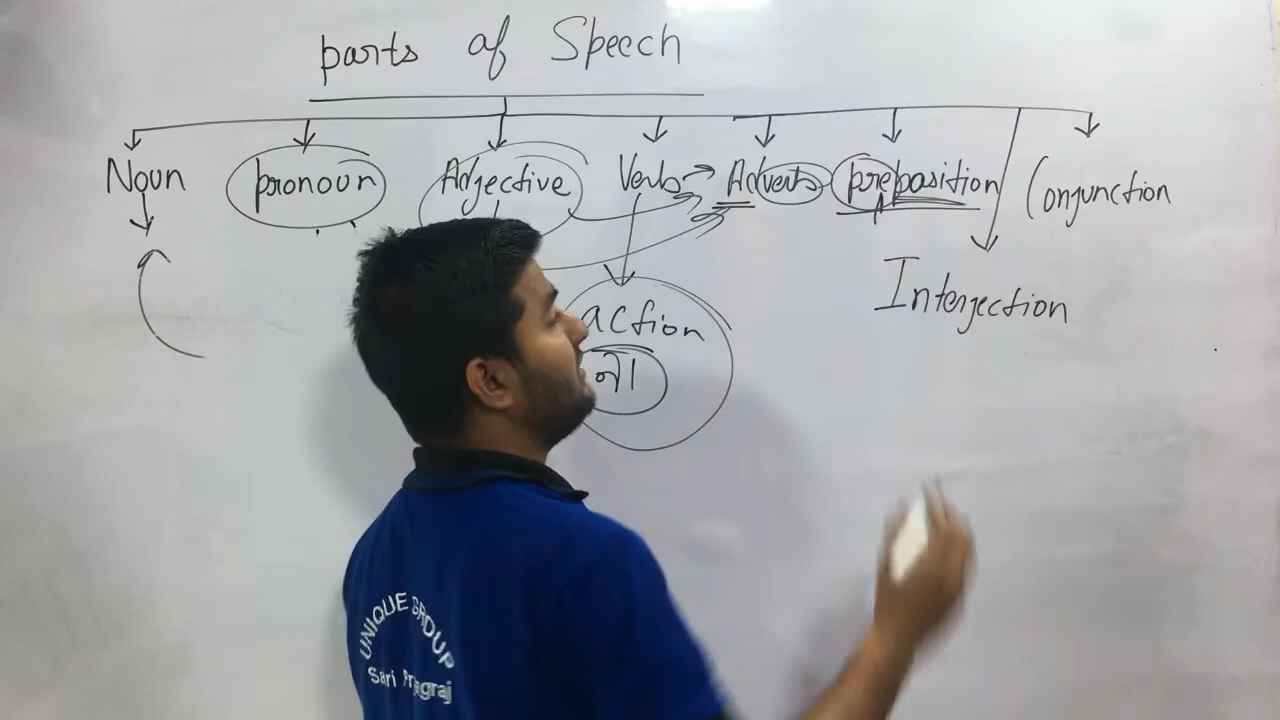 parts of Speech
Noun pronoun Adjective Verb Adverb preposition Conjunction
Interjection
action
ना
UNIQUE GROUP
Sari Prayagraj